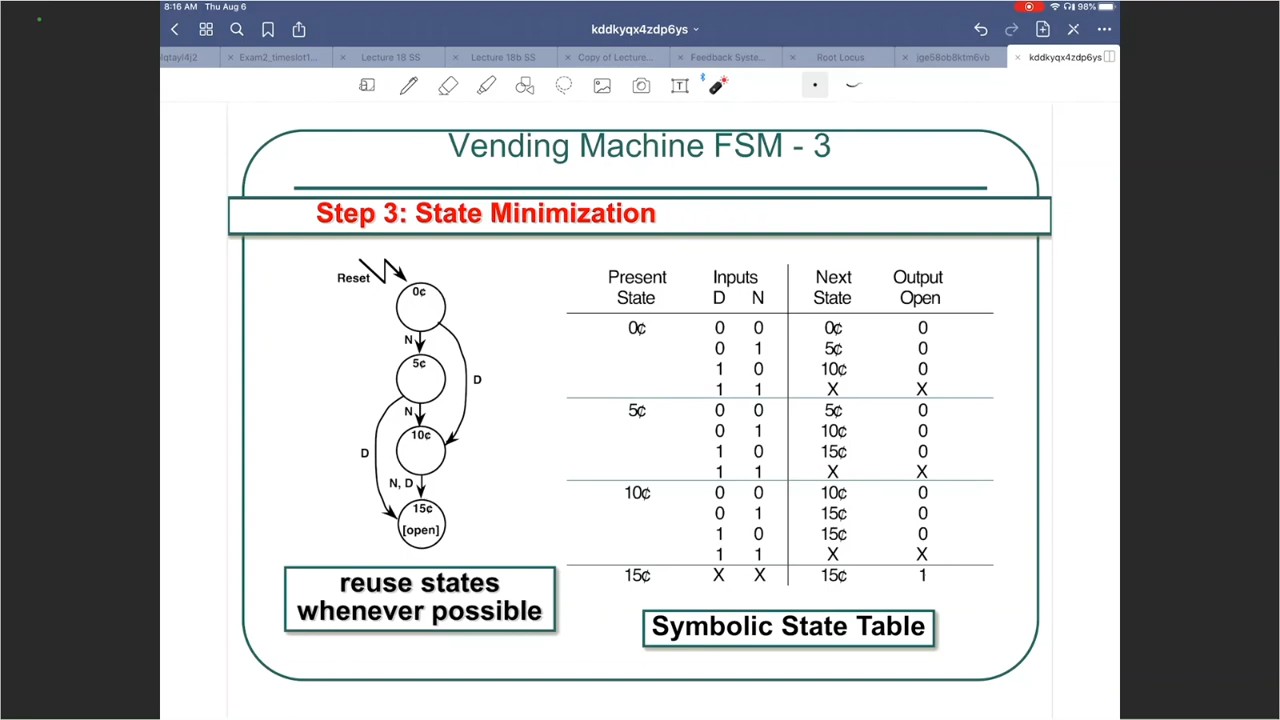 8:16 AM Thu Aug 6
98%
kddkyqx4zdp6ys
lqtayl4j2
Exam2_timeslot1...
Lecture 18 SS
Lecture 18b SS
Copy of Lecture...
Feedback Syste...
Root Locus
jge58ob8ktm6vb
kddkyqx4zdp6ys
T
Vending Machine FSM - 3
Step 3: State Minimization
Reset
0¢
N
D
5¢
N
D
10¢
N, D
15¢
[open]
reuse states
whenever possible
Present Inputs Next Output
State D N State Open
0¢ 0 0 0¢ 0
0 1 5¢ 0
1 0 10¢ 0
1 1 X X
5¢ 0 0 5¢ 0
0 1 10¢ 0
1 0 15¢ 0
1 1 X X
10¢ 0 0 10¢ 0
0 1 15¢ 0
1 0 15¢ 0
1 1 X X
15¢ X X 15¢ 1
Symbolic State Table